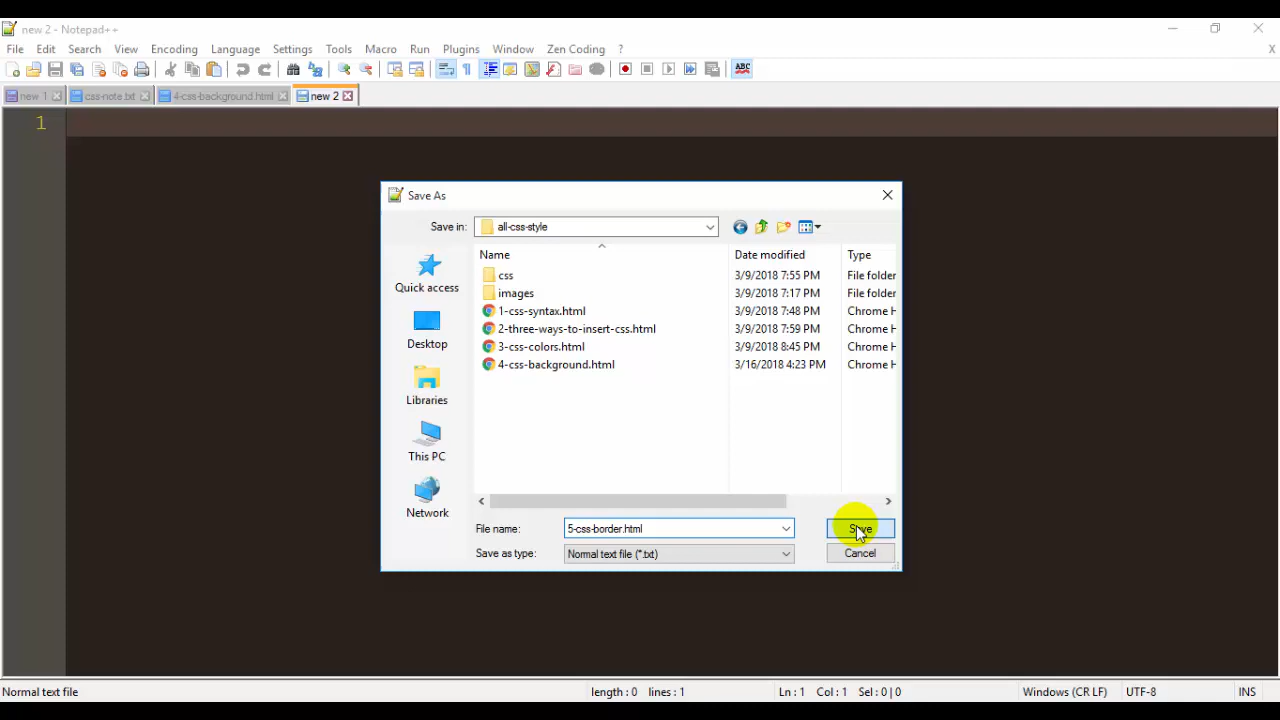 new 2 - Notepad++
File Edit Search View Encoding Language Settings Tools Macro Run Plugins Window Zen Coding ? X
ABC
new 1 css-note.txt 4-css-background.html new 2
1
Save As
Save in: all-css-style
Name Date modified Type
css 3/9/2018 7:55 PM File folder
images 3/9/2018 7:17 PM File folder
1-css-syntax.html 3/9/2018 7:48 PM Chrome H
2-three-ways-to-insert-css.html 3/9/2018 7:59 PM Chrome H
3-css-colors.html 3/9/2018 8:45 PM Chrome H
4-css-background.html 3/16/2018 4:23 PM Chrome H
Quick access
Desktop
Libraries
This PC
Network
File name: 5-css-border.html Save
Save as type: Normal text file (*.txt) Cancel
Normal text file length : 0 lines : 1 Ln : 1 Col : 1 Sel : 0 | 0 Windows (CR LF) UTF-8 INS